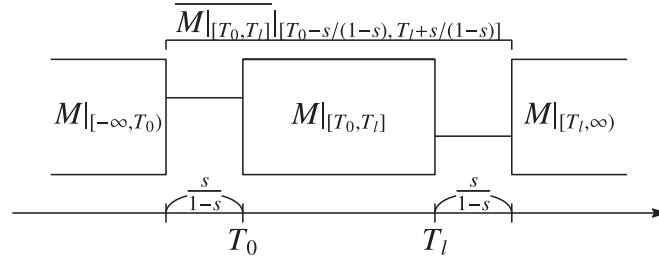 $\overline{M|_{[T_0,T_l]}}|_{[T_0-s/(1-s),T_l+s/(1-s)]}$
$M|_{[-\infty,T_0)}$ $M|_{[T_0,T_l]}$ $M|_{[T_l,\infty)}$
$\frac{s}{1-s}$ $\frac{s}{1-s}$
$T_0$ $T_l$